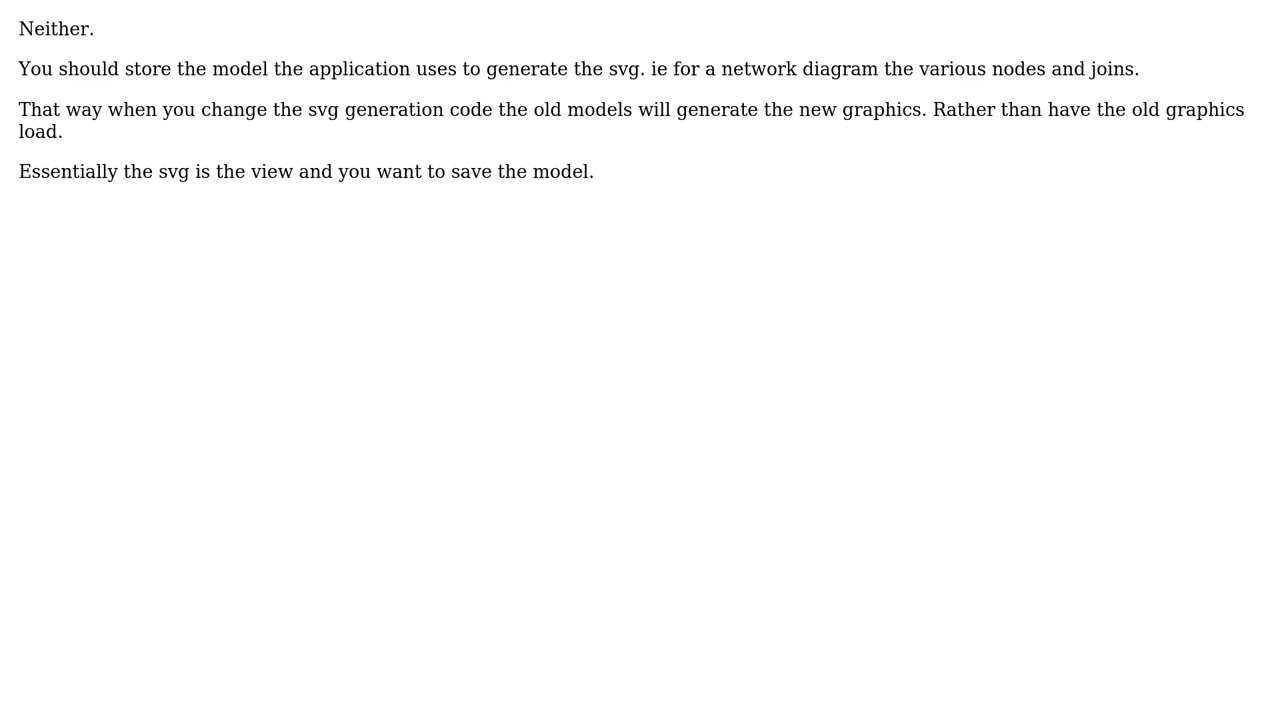 Neither.
You should store the model the application uses to generate the svg. ie for a network diagram the various nodes and joins.
That way when you change the svg generation code the old models will generate the new graphics. Rather than have the old graphics
load.
Essentially the svg is the view and you want to save the model.